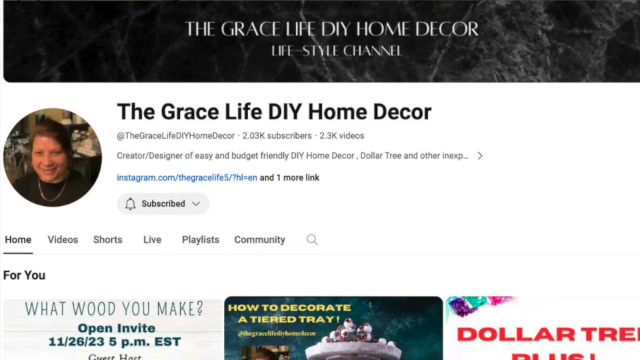 THE GRACE LIFE DIY HOME DECOR
LIFE-STYLE CHANNEL
The Grace Life DIY Home Decor
@TheGraceLifeDIYHomeDecor · 2.03K subscribers · 2.3K videos
Creator/Designer of easy and budget friendly DIY Home Decor , Dollar Tree and other inexp...
instagram.com/thegracelife5/?hl=en and 1 more link
Subscribed
Home Videos Shorts Live Playlists Community
For You
WHAT WOOD YOU MAKE?
Open Invite
11/26/23 5 p.m. EST
Guest Host
HOW TO DECORATE
A TIERED TRAY!
@thegracelifediyhomedecor
DOLLAR TRE
PLUS!